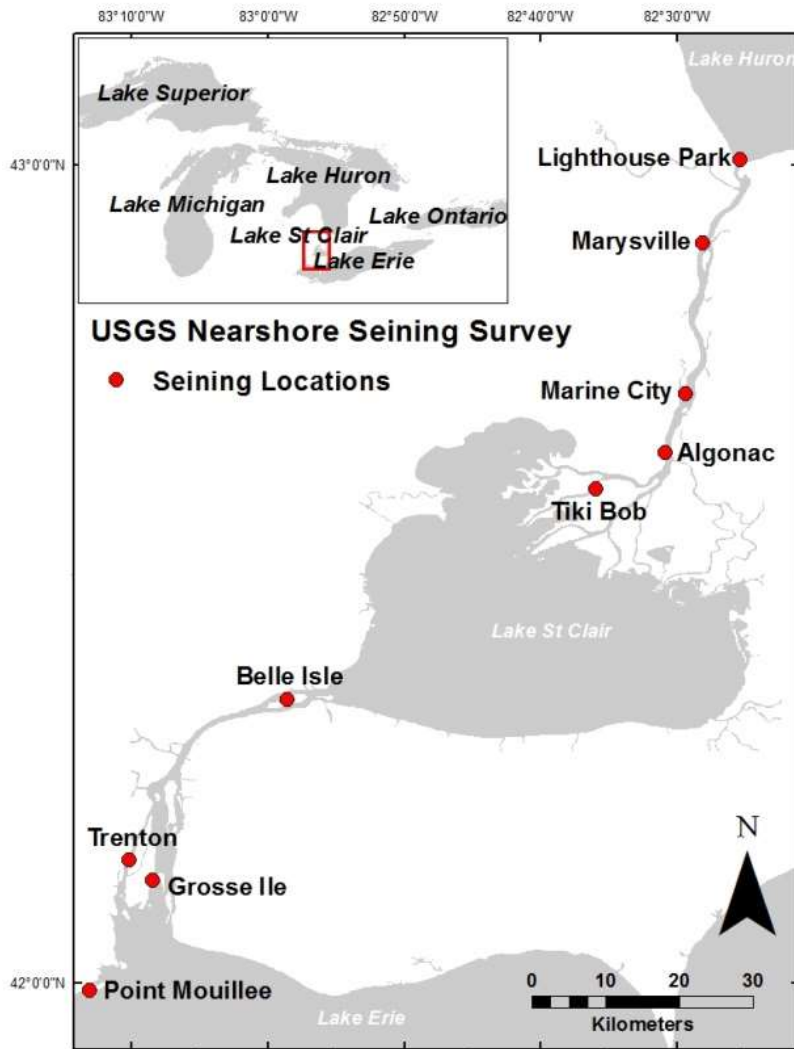 83°10'0"W 83°0'0"W 82°50'0"W 82°40'0"W 82°30'0"W
Lake Huron
Lake Superior
43°0'0"N
Lighthouse Park
Lake Huron
Lake Michigan
Lake Ontario
Lake St Clair
Marysville
Lake Erie
USGS Nearshore Seining Survey
Seining Locations
Marine City
Algonac
Tiki Bob
Lake St Clair
Belle Isle
N
Trenton
Grosse Ile
42°0'0"N
Point Mouillee
0 10 20 30
Kilometers
Lake Erie